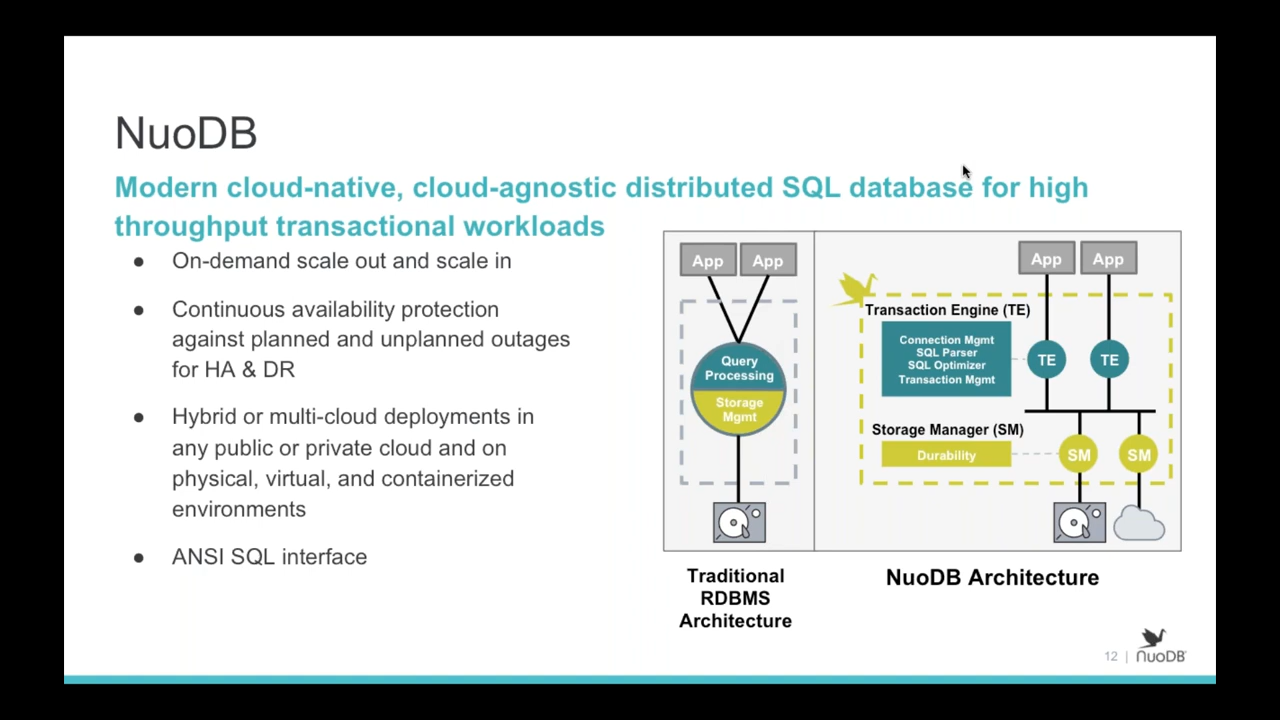 NuoDB
Modern cloud-native, cloud-agnostic distributed SQL database for high
throughput transactional workloads
● On-demand scale out and scale in
● Continuous availability protection
against planned and unplanned outages
for HA & DR
● Hybrid or multi-cloud deployments in
any public or private cloud and on
physical, virtual, and containerized
environments
● ANSI SQL interface
App App
Query
Processing
Storage
Mgmt
Traditional
RDBMS
Architecture
App App
Transaction Engine (TE)
Connection Mgmt
SQL Parser
SQL Optimizer
Transaction Mgmt
TE TE
Storage Manager (SM)
Durability
SM SM
NuoDB Architecture
12 | nuoDB